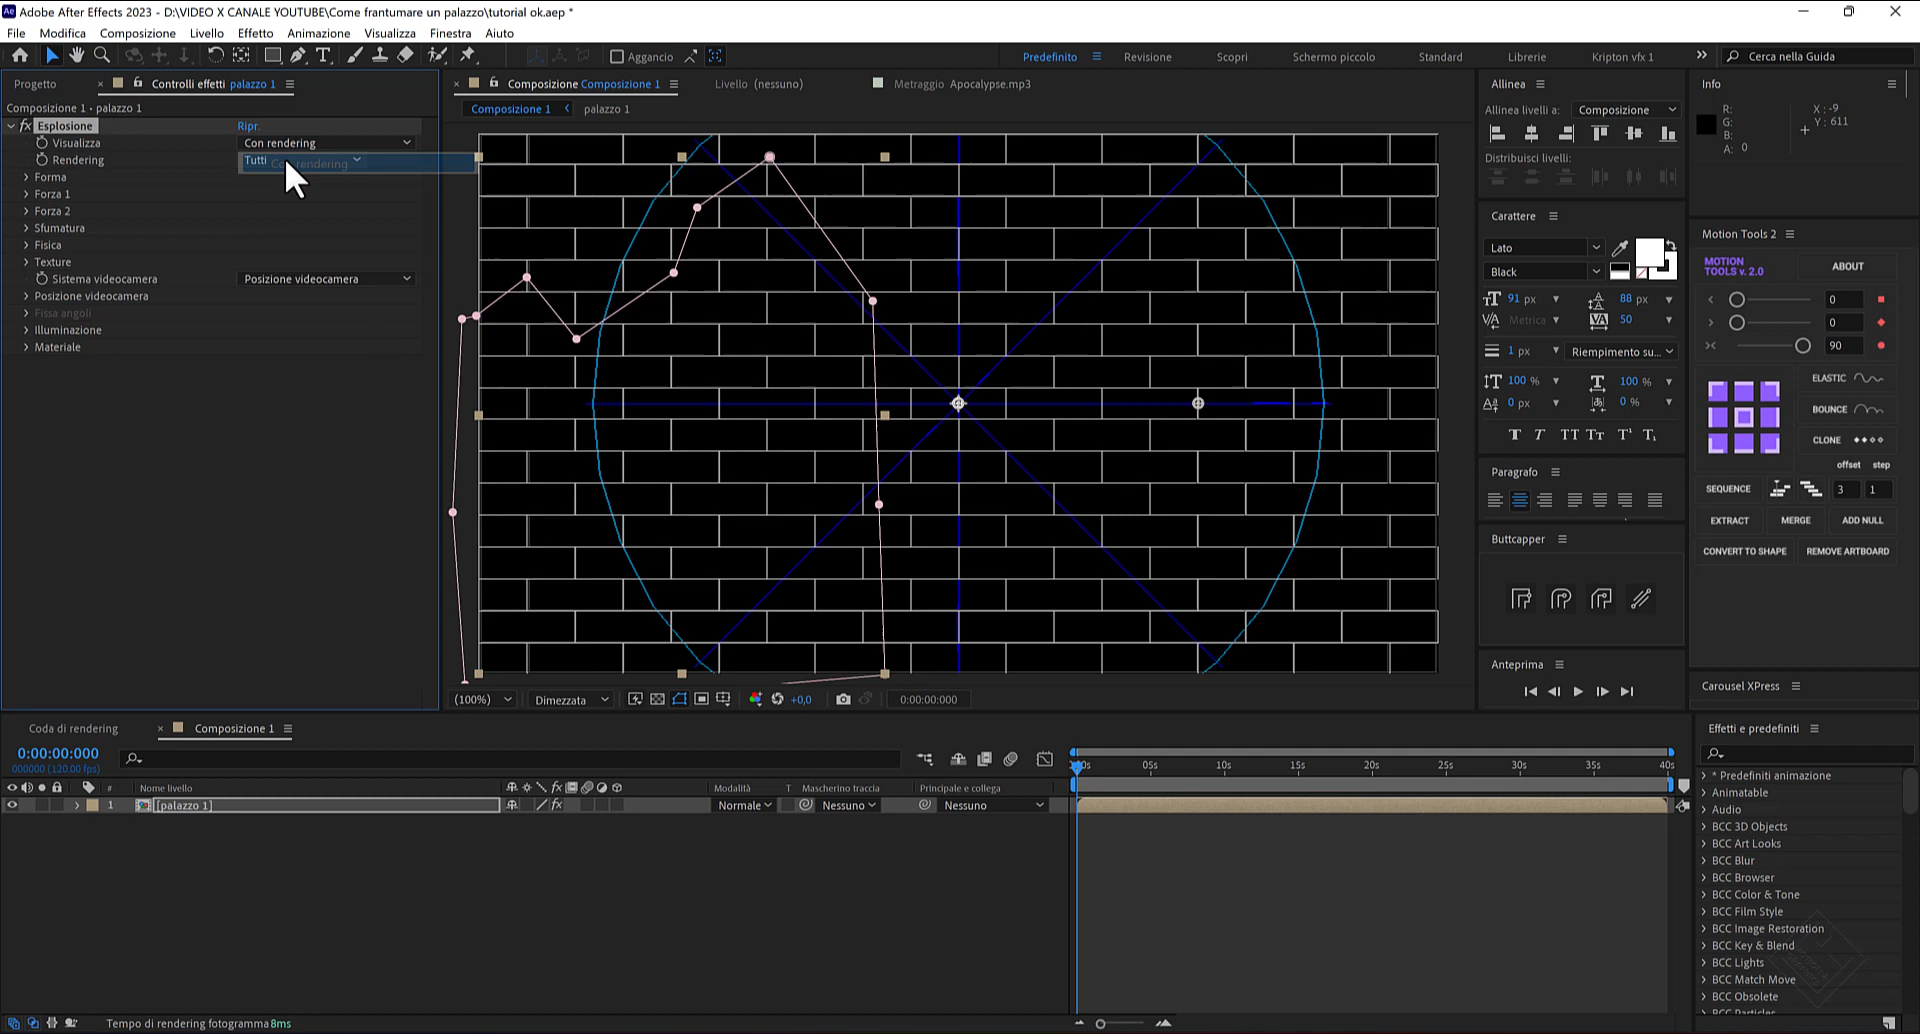 Adobe After Effects 2023 - D:\VIDEO X CANALE YOUTUBE\Come frantumare un palazzo\tutorial ok.aep *
File Modifica Composizione Livello Effetto Animazione Visualizza Finestra Aiuto
Aggancio Predefinito Revisione Scopri Schermo piccolo Standard Librerie Kripton vfx 1 Cerca nella Guida
Progetto Controlli effetti palazzo 1 Composizione Composizione 1 Livello (nessuno) Metraggio Apocalypse.mp3
Composizione 1 • palazzo 1
Composizione 1 palazzo 1
fx Esplosione Ripr.
Visualizza Con rendering
Rendering Tutti Con rendering
Forma
Forza 1
Forza 2
Sfumatura
Fisica
Texture
Sistema videocamera Posizione videocamera
Posizione videocamera
Fissa angoli
Illuminazione
Materiale
(100%) Dimezzata +0,0 0:00:00:000
Allinea
Allinea livelli a: Composizione
Distribuisci livelli:
Carattere
Lato
Black
91 px 88 px
Metrica 50
1 px Riempimento su...
100 % 100 %
0 px 0 %
Paragrafo
Buttcapper
Anteprima
Info
R: X : -9
G: Y : 611
B:
A: 0
Motion Tools 2
MOTION TOOLS v. 2.0 ABOUT
0
0
90
ELASTIC
BOUNCE
CLONE
offset step
SEQUENCE 3 1
EXTRACT MERGE ADD NULL
CONVERT TO SHAPE REMOVE ARTBOARD
Carousel XPress
Coda di rendering Composizione 1
0:00:00:000
000000 (120.00 fps)
# Nome livello Modalità T Mascherino traccia Principale e collega
1 [palazzo 1] Normale Nessuno Nessuno
05s 10s 15s 20s 25s 30s 35s 40s
Effetti e predefiniti
* Predefiniti animazione
Animatable
Audio
BCC 3D Objects
BCC Art Looks
BCC Blur
BCC Browser
BCC Color & Tone
BCC Film Style
BCC Image Restoration
BCC Key & Blend
BCC Lights
BCC Match Move
BCC Obsolete
BCC Particles
Tempo di rendering fotogramma 8ms